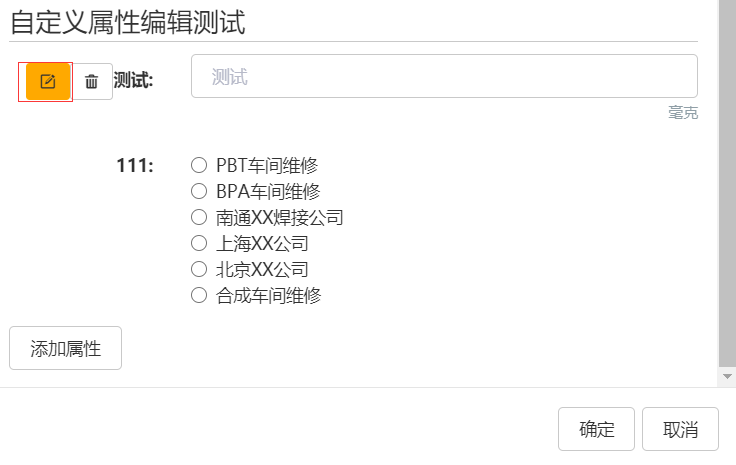 自定义属性编辑测试
测试: 测试
毫克
111: PBT车间维修
BPA车间维修
南通XX焊接公司
上海XX公司
北京XX公司
合成车间维修
添加属性
确定 取消